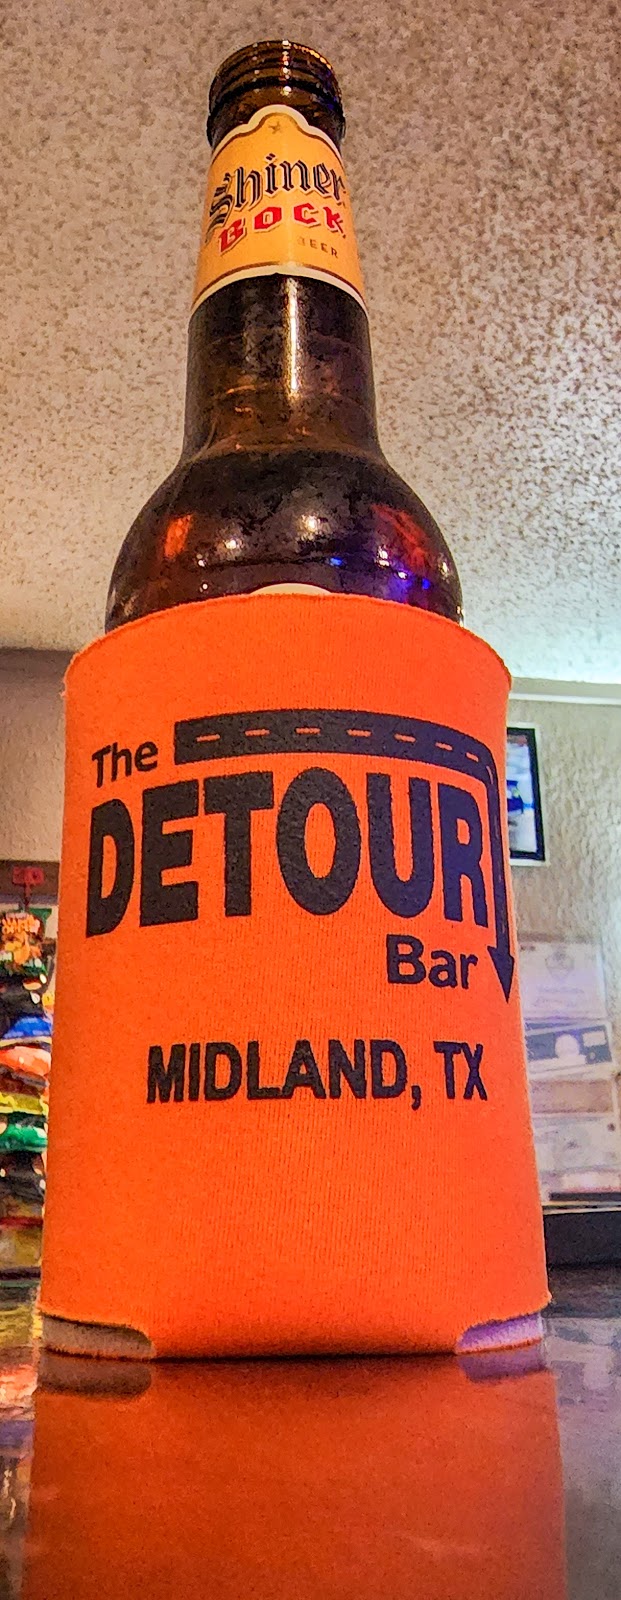 Shiner
BOCK
BEER
The
DETOUR
Bar
MIDLAND, TX